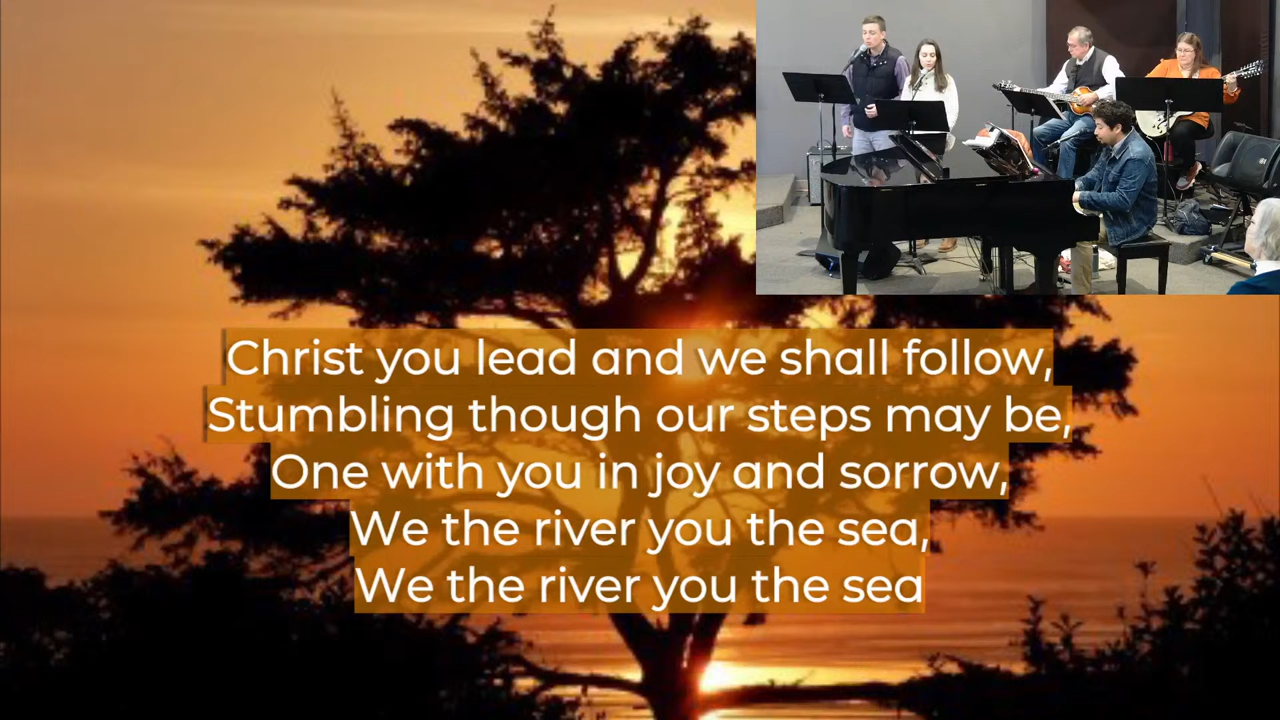 Christ you lead and we shall follow,
Stumbling though our steps may be,
One with you in joy and sorrow,
We the river you the sea,
We the river you the sea